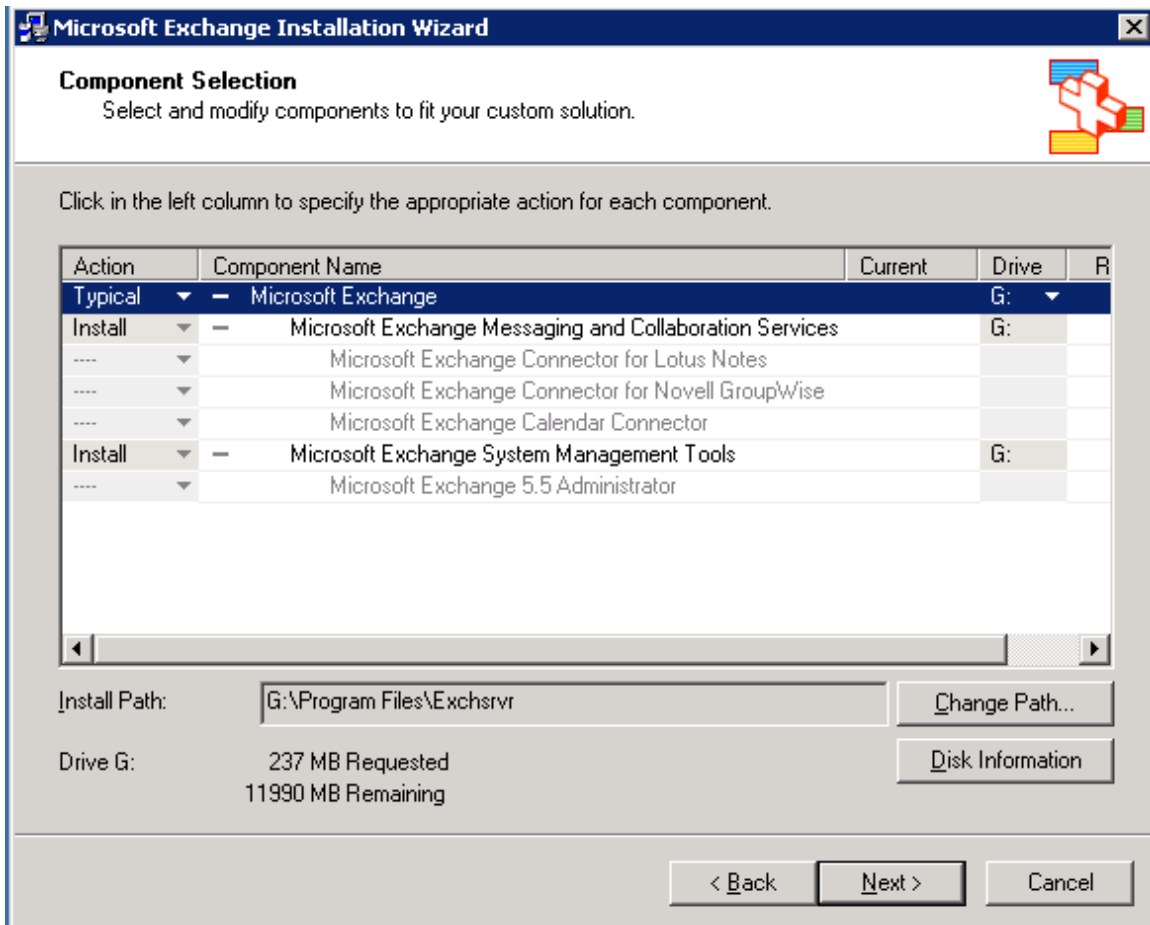 Microsoft Exchange Installation Wizard
Component Selection
Select and modify components to fit your custom solution.
Click in the left column to specify the appropriate action for each component.
Action Component Name Current Drive R
Typical Microsoft Exchange G:
Install Microsoft Exchange Messaging and Collaboration Services G:
---- Microsoft Exchange Connector for Lotus Notes
---- Microsoft Exchange Connector for Novell GroupWise
---- Microsoft Exchange Calendar Connector
Install Microsoft Exchange System Management Tools G:
---- Microsoft Exchange 5.5 Administrator
Install Path: G:\Program Files\Exchsrvr Change Path...
Drive G: 237 MB Requested Disk Information
11990 MB Remaining
< Back Next > Cancel